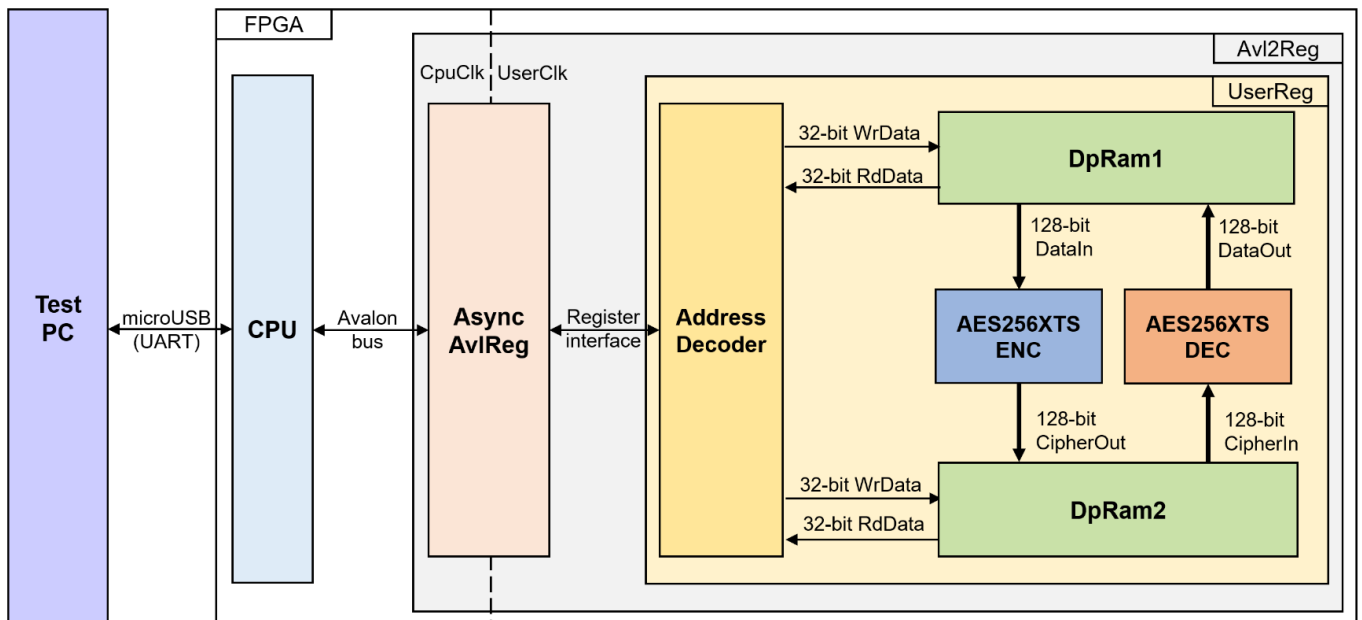 FPGA
Avl2Reg
CpuClk
UserClk
UserReg
Test
PC
microUSB
(UART)
CPU
Avalon
bus
Async
AvlReg
Register
interface
Address
Decoder
32-bit WrData
32-bit RdData
DpRam1
128-bit
DataIn
128-bit
DataOut
AES256XTS
ENC
AES256XTS
DEC
128-bit
CipherOut
128-bit
CipherIn
32-bit WrData
32-bit RdData
DpRam2